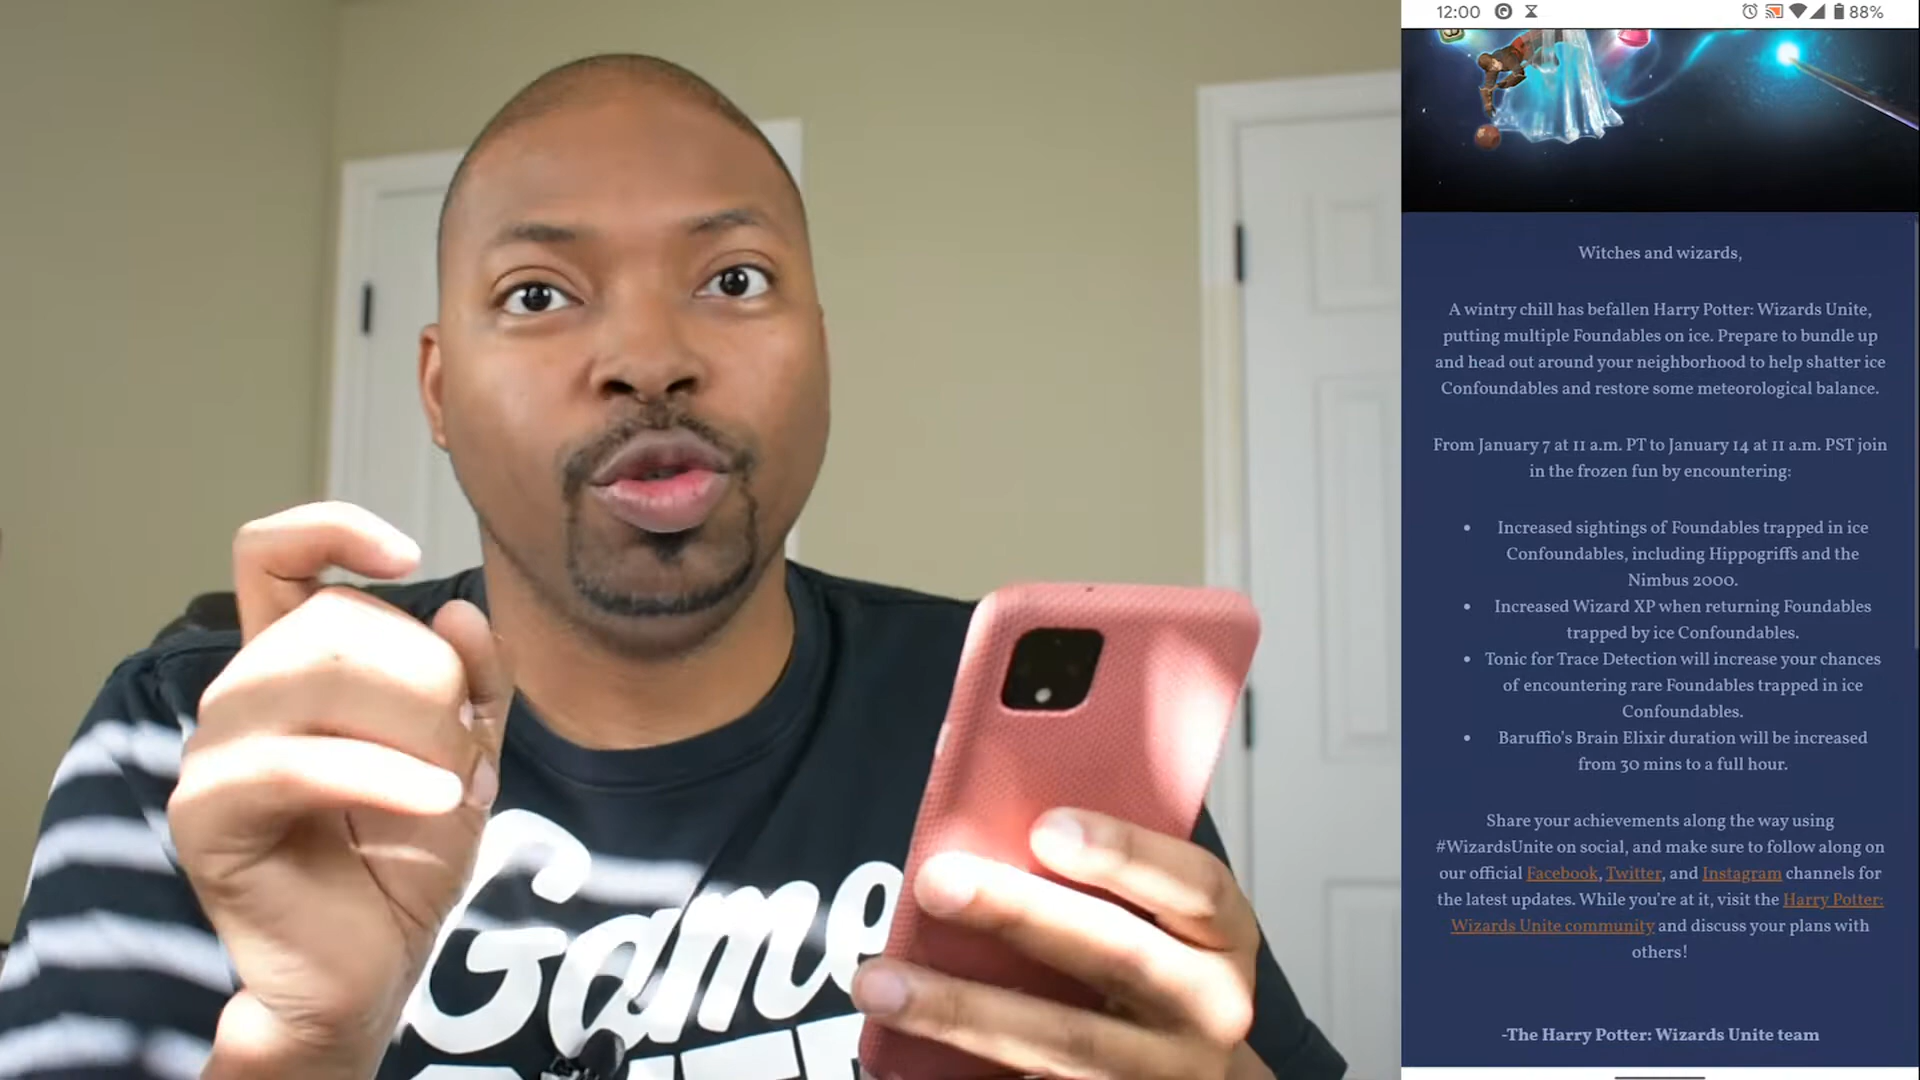 12:00
88%
Witches and wizards,
A wintry chill has befallen Harry Potter: Wizards Unite,
putting multiple Foundables on ice. Prepare to bundle up
and head out around your neighborhood to help shatter ice
Confoundables and restore some meteorological balance.
From January 7 at 11 a.m. PT to January 14 at 11 a.m. PST join
in the frozen fun by encountering:
• Increased sightings of Foundables trapped in ice
Confoundables, including Hippogriffs and the
Nimbus 2000.
• Increased Wizard XP when returning Foundables
trapped by ice Confoundables.
• Tonic for Trace Detection will increase your chances
of encountering rare Foundables trapped in ice
Confoundables.
• Baruffio's Brain Elixir duration will be increased
from 30 mins to a full hour.
Share your achievements along the way using
#WizardsUnite on social, and make sure to follow along on
our official Facebook, Twitter, and Instagram channels for
the latest updates. While you're at it, visit the Harry Potter:
Wizards Unite community and discuss your plans with
others!
-The Harry Potter: Wizards Unite team
Game